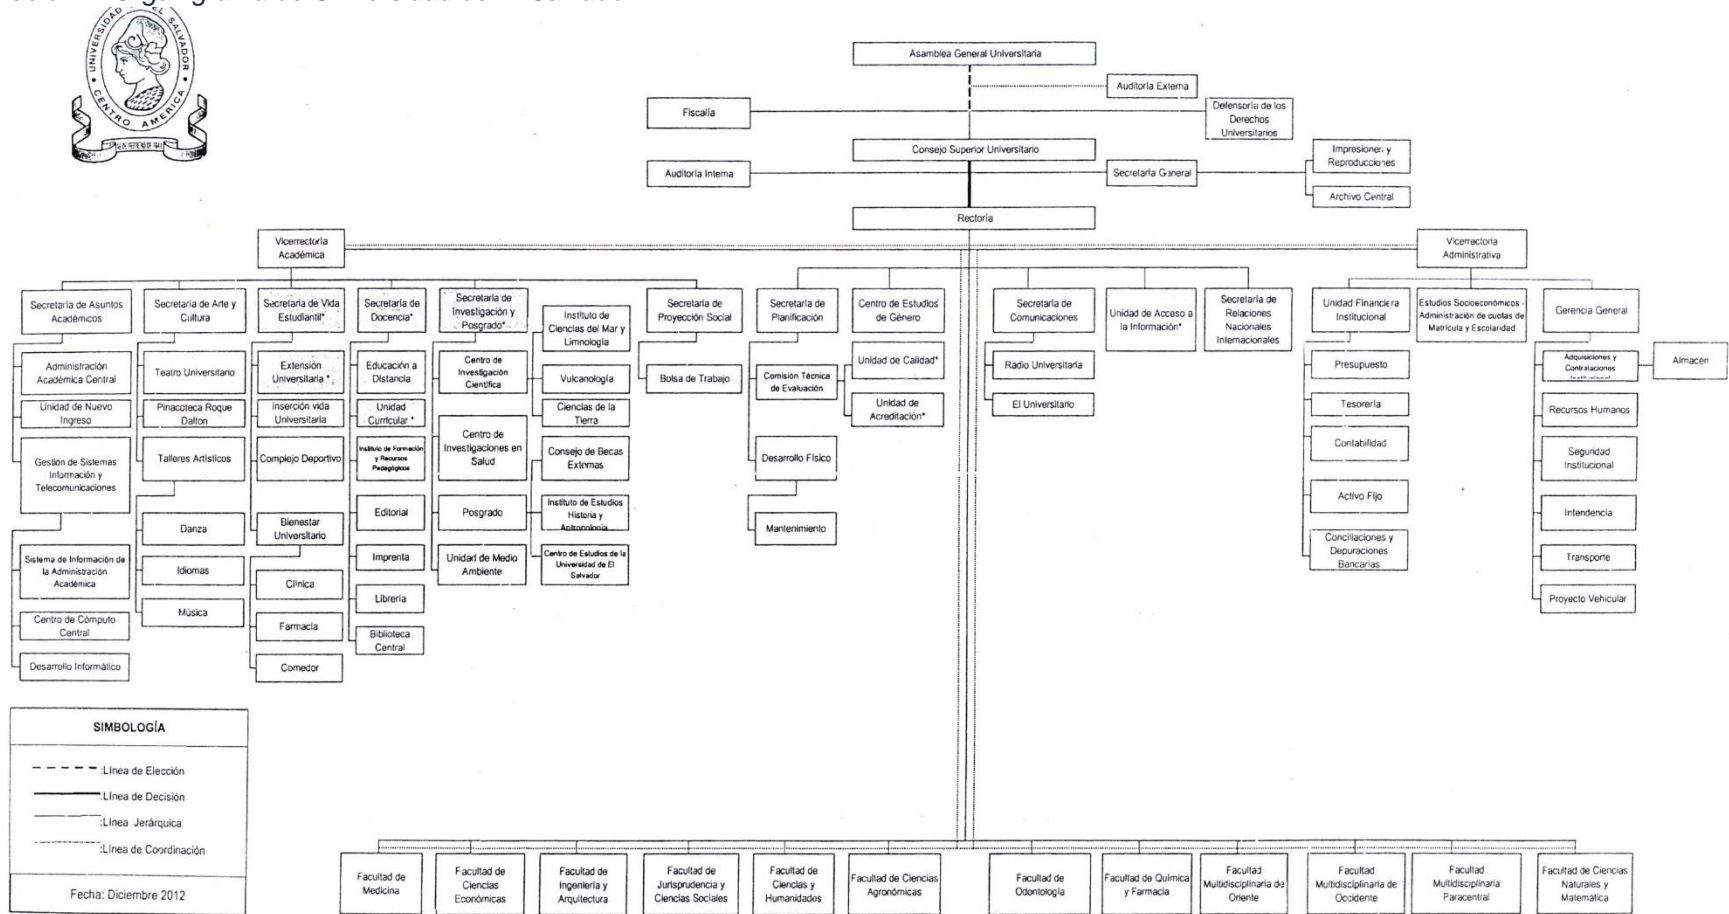 UNIVERSIDAD DE EL SALVADOR
CENTRO AMERICA
Asamblea General Universitaria
Auditoría Externa
Fiscalía
Defensoría de los
Derechos
Universitarios
Consejo Superior Universitario
Impresiones y
Reproducciones
Auditoría Interna
Secretaría General
Archivo Central
Rectoría
Vicerrectoría
Académica
Vicerrectoría
Administrativa
Secretaría de Asuntos
Académicos
Secretaría de Arte y
Cultura
Secretaría de Vida
Estudiantil*
Secretaría de
Docencia*
Secretaría de
Investigación y
Posgrado*
Instituto de
Ciencias del Mar y
Limnología
Secretaría de
Proyección Social
Secretaría de
Planificación
Centro de Estudios
de Género
Secretaría de
Comunicaciones
Unidad de Acceso a
la Información*
Secretaría de
Relaciones
Nacionales
Internacionales
Unidad Financiera
Institucional
Estudios Socioeconómicos -
Administración de cuotas de
Matrícula y Escolaridad
Gerencia General
Administración
Académica Central
Unidad de Nuevo
Ingreso
Gestión de Sistemas
Información y
Telecomunicaciones
Sistema de Información de
la Administración
Académica
Centro de Cómputo
Central
Desarrollo Informático
Teatro Universitario
Pinacoteca Roque
Dalton
Talleres Artísticos
Danza
Idiomas
Música
Extensión
Universitaria *
Inserción vida
Universitaria
Complejo Deportivo
Bienestar
Universitario
Clínica
Farmacia
Comedor
Educación a
Distancia
Unidad
Curricular *
Instituto de Formación
y Recursos
Pedagógicos
Editorial
Imprenta
Librería
Biblioteca
Central
Centro de
Investigación
Científica
Centro de
Investigaciones en
Salud
Posgrado
Unidad de Medio
Ambiente
Vulcanología
Ciencias de la
Tierra
Consejo de Becas
Externas
Instituto de Estudios
Historia y
Antropología
Centro de Estudios de la
Universidad de El
Salvador
Bolsa de Trabajo
Comisión Técnica
de Evaluación
Desarrollo Físico
Mantenimiento
Unidad de Calidad*
Unidad de
Acreditación*
Radio Universitaria
El Universitario
Presupuesto
Tesorería
Contabilidad
Activo Fijo
Conciliaciones y
Depuraciones
Bancarias
Adquisiciones y
Contrataciones
Almacén
Recursos Humanos
Seguridad
Institucional
Intendencia
Transporte
Proyecto Vehicular
SIMBOLOGÍA
:Línea de Elección
:Línea de Decisión
:Línea Jerárquica
:Línea de Coordinación
Fecha: Diciembre 2012
Facultad de
Medicina
Facultad de
Ciencias
Económicas
Facultad de
Ingeniería y
Arquitectura
Facultad de
Jurisprudencia y
Ciencias Sociales
Facultad de
Ciencias y
Humanidades
Facultad de Ciencias
Agronómicas
Facultad de
Odontología
Facultad de Química
y Farmacia
Facultad
Multidisciplinaria de
Oriente
Facultad
Multidisciplinaria de
Occidente
Facultad
Multidisciplinaria
Paracentral
Facultad de Ciencias
Naturales y
Matemática